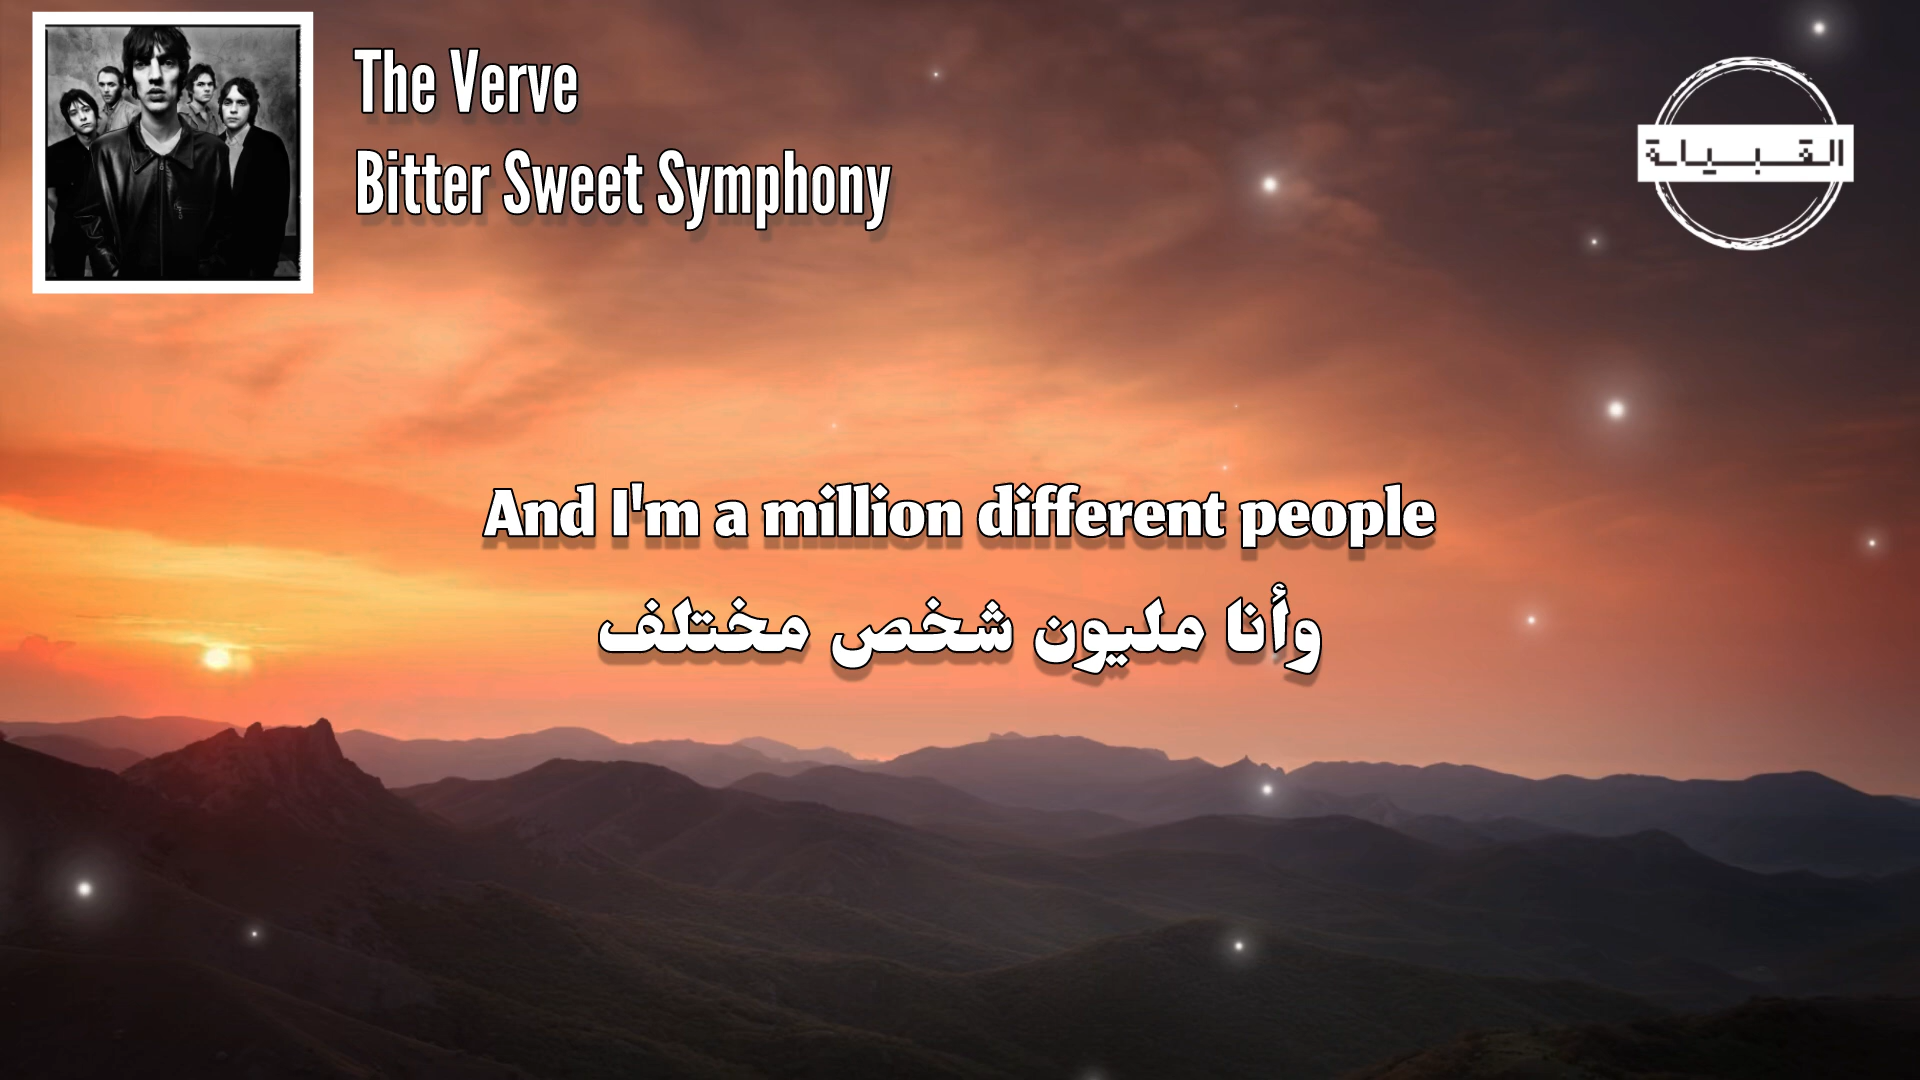 The Verve
Bitter Sweet Symphony
القبيلة
And I'm a million different people
وأنا مليون شخص مختلف